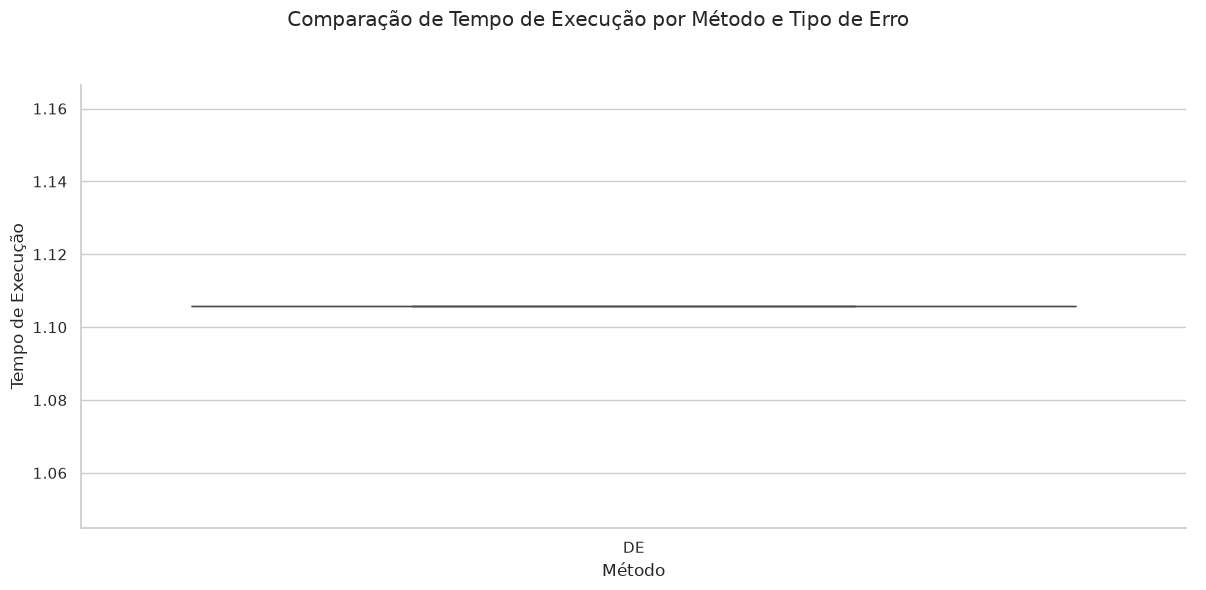 Comparação de Tempo de Execução por Método e Tipo de Erro
Tempo de Execução
1.16
1.14
1.12
1.10
1.08
1.06
DE
Método